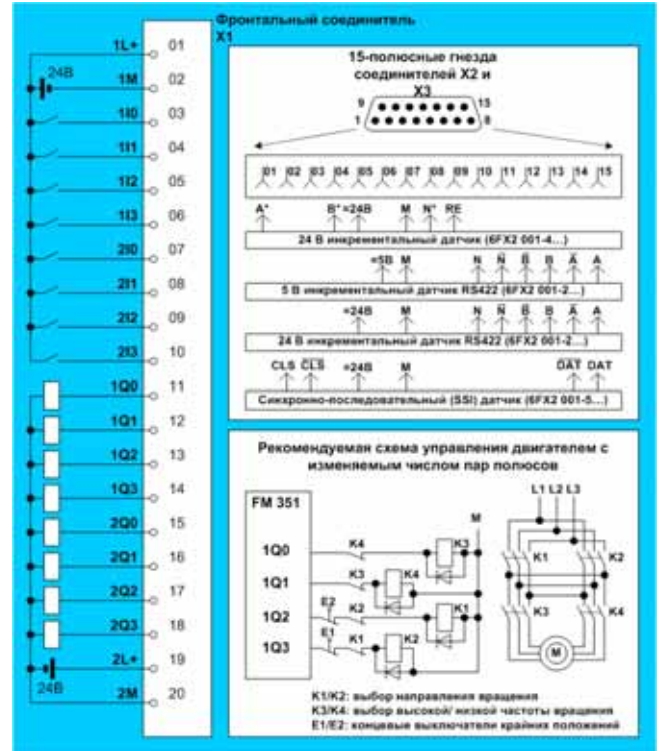 Фронтальный соединитель
X1
1L+ 01
24В
1M 02
1I0 03
1I1 04
1I2 05
1I3 06
2I0 07
2I1 08
2I2 09
2I3 10
1Q0 11
1Q1 12
1Q2 13
1Q3 14
2Q0 15
2Q1 16
2Q2 17
2Q3 18
2L+ 19
24В
2M 20
15-полюсные гнезда
соединителей X2 и
X3
9 15
1 8
01 02 03 04 05 06 07 08 09 10 11 12 13 14 15
A* B* =24В M N* RE
24 В инкрементальный датчик (6FX2 001-4...)
=5В M N N̅ B̅ B A̅ A
5 В инкрементальный датчик RS422 (6FX2 001-2...)
=24В M N N̅ B̅ B A̅ A
24 В инкрементальный датчик RS422 (6FX2 001-2...)
CLS C̅L̅S̅ =24В M D̅A̅T̅ DAT
Синхронно-последовательный (SSI) датчик (6FX2 001-5...)
Рекомендуемая схема управления двигателем с
изменяемым числом пар полюсов
L1 L2 L3
FM 351
M
1Q0 K4 K3
K1 K2
1Q1 K3 K4
1Q2 E2 K2 K1
K3 K4
1Q3 E1 K1 K2
M
K1/K2: выбор направления вращения
K3/K4: выбор высокой/ низкой частоты вращения
E1/E2: концевые выключатели крайних положений